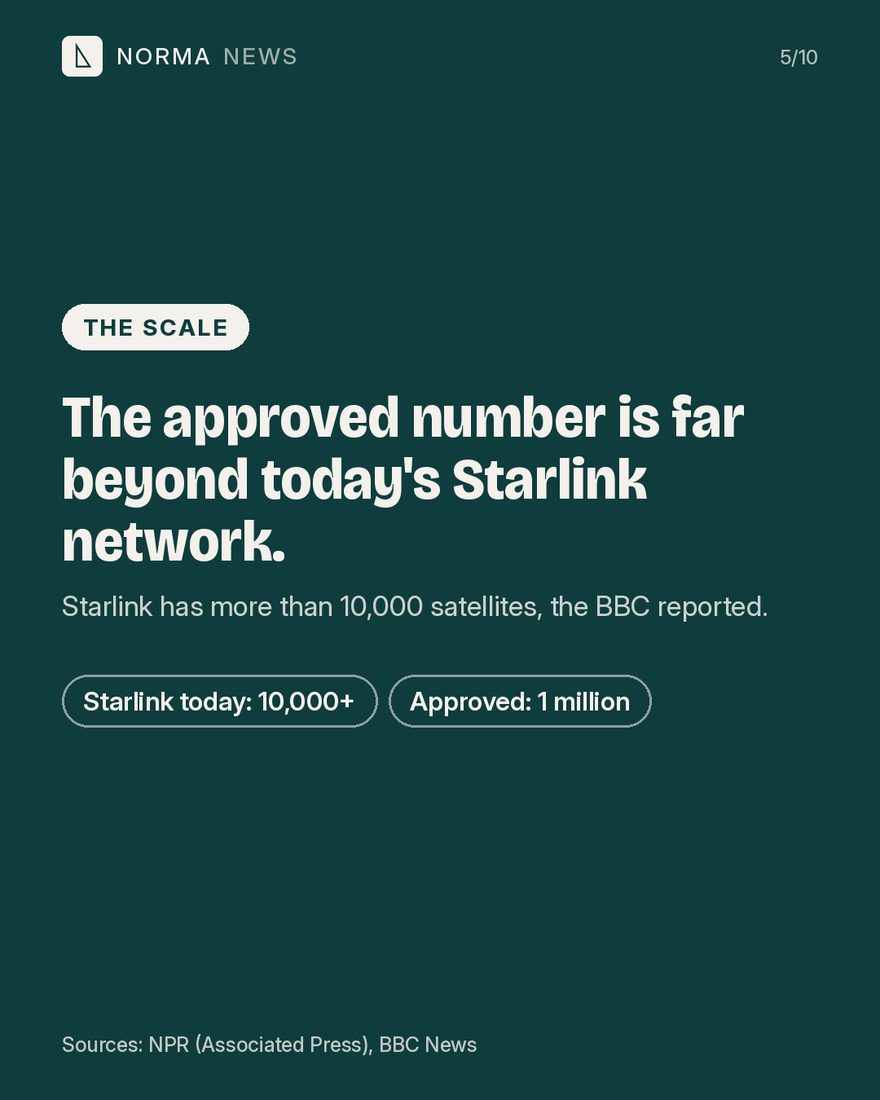 NORMA NEWS
5/10
THE SCALE
The approved number is far
beyond today's Starlink
network.
Starlink has more than 10,000 satellites, the BBC reported.
Starlink today: 10,000+
Approved: 1 million
Sources: NPR (Associated Press), BBC News